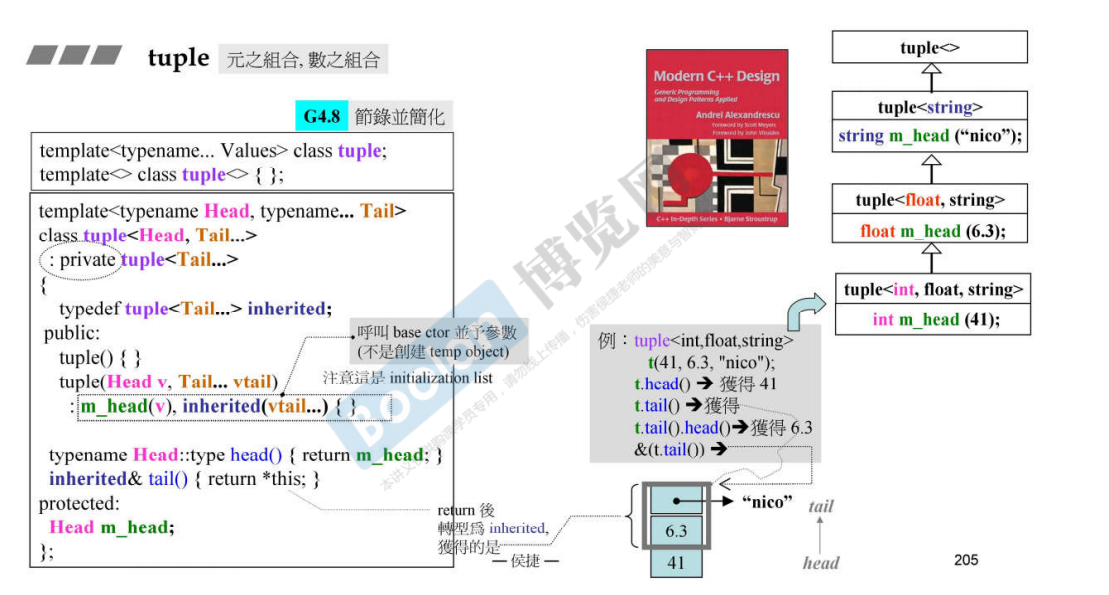 tuple 元之組合, 數之組合
G4.8 節錄並簡化
template<typename... Values> class tuple;
template<> class tuple<> { };
template<typename Head, typename... Tail>
class tuple<Head, Tail...>
: private tuple<Tail...>
{
typedef tuple<Tail...> inherited;
public:
tuple() { }
tuple(Head v, Tail... vtail)
: m_head(v), inherited(vtail...) { }
typename Head::type head() { return m_head; }
inherited& tail() { return *this; }
protected:
Head m_head;
};
呼叫 base ctor 並予參數
(不是創建 temp object)
注意這是 initialization list
return 後
轉型爲 inherited,
獲得的是
— 侯捷 —
Modern C++ Design
Generic Programming
and Design Patterns Applied
Andrei Alexandrescu
Foreword by Scott Meyers
Foreword by John Vlissides
C++ In-Depth Series • Bjarne Stroustrup
tuple<>
tuple<string>
string m_head (“nico”);
tuple<float, string>
float m_head (6.3);
tuple<int, float, string>
int m_head (41);
例：tuple<int,float,string>
t(41, 6.3, "nico");
t.head() ➔ 獲得 41
t.tail() ➔獲得
t.tail().head()➔獲得 6.3
&(t.tail()) ➔
“nico”
6.3
41
tail
head
205
Boolan 博览网